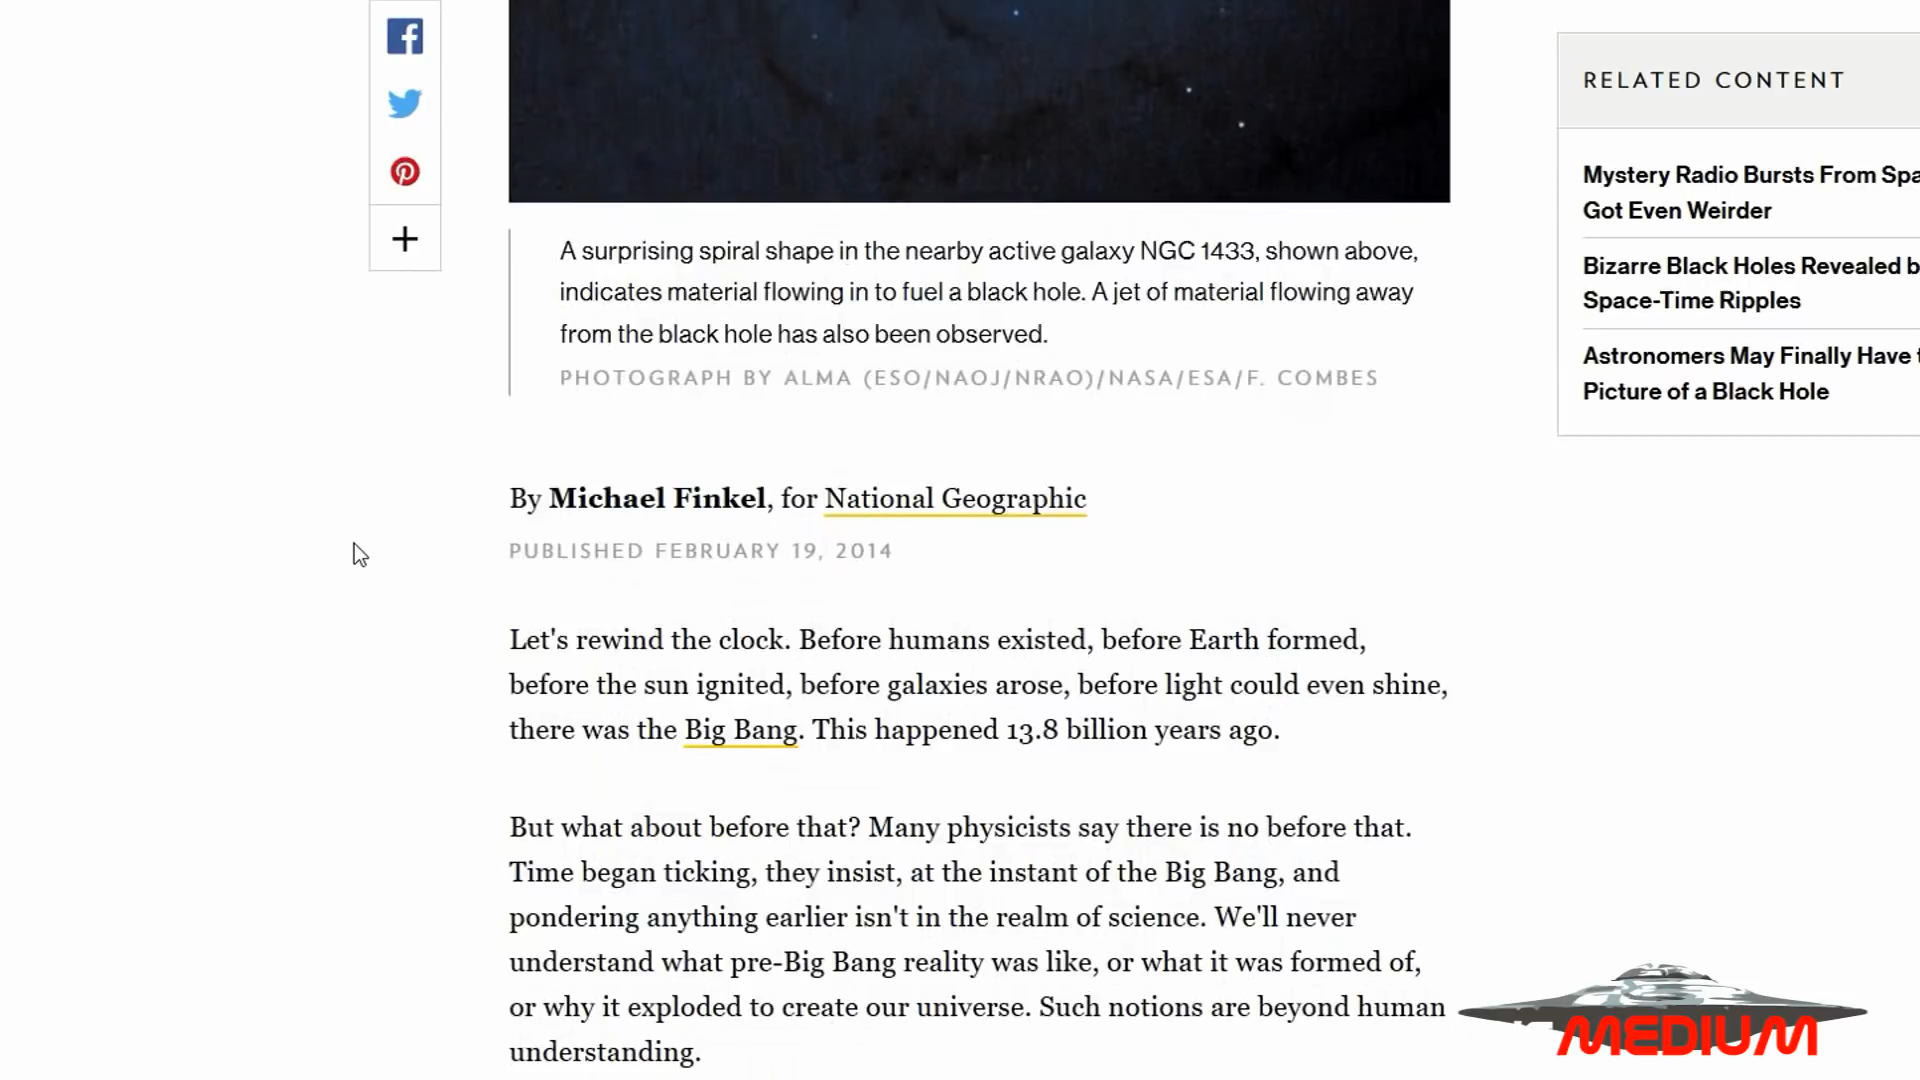 RELATED CONTENT
Mystery Radio Bursts From Spa
Got Even Weirder
Bizarre Black Holes Revealed b
Space-Time Ripples
Astronomers May Finally Have t
Picture of a Black Hole
A surprising spiral shape in the nearby active galaxy NGC 1433, shown above,
indicates material flowing in to fuel a black hole. A jet of material flowing away
from the black hole has also been observed.
PHOTOGRAPH BY ALMA (ESO/NAOJ/NRAO)/NASA/ESA/F. COMBES
By Michael Finkel, for National Geographic
PUBLISHED FEBRUARY 19, 2014
Let's rewind the clock. Before humans existed, before Earth formed,
before the sun ignited, before galaxies arose, before light could even shine,
there was the Big Bang. This happened 13.8 billion years ago.
But what about before that? Many physicists say there is no before that.
Time began ticking, they insist, at the instant of the Big Bang, and
pondering anything earlier isn't in the realm of science. We'll never
understand what pre-Big Bang reality was like, or what it was formed of,
or why it exploded to create our universe. Such notions are beyond human
understanding.
MEDIUM